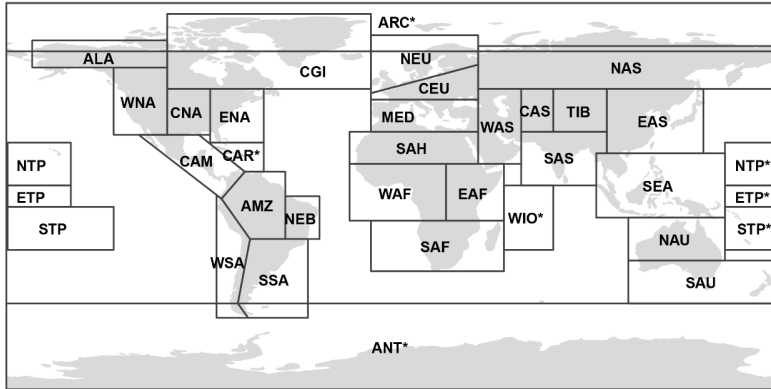 ARC*
ALA
NEU
CGI
NAS
CEU
WNA
CNA
ENA
MED
WAS
CAS
TIB
EAS
CAM
CAR*
SAH
SAS
NTP
NTP*
ETP
WAF
EAF
SEA
ETP*
AMZ
NEB
WIO*
STP
STP*
WSA
SSA
SAF
NAU
SAU
ANT*